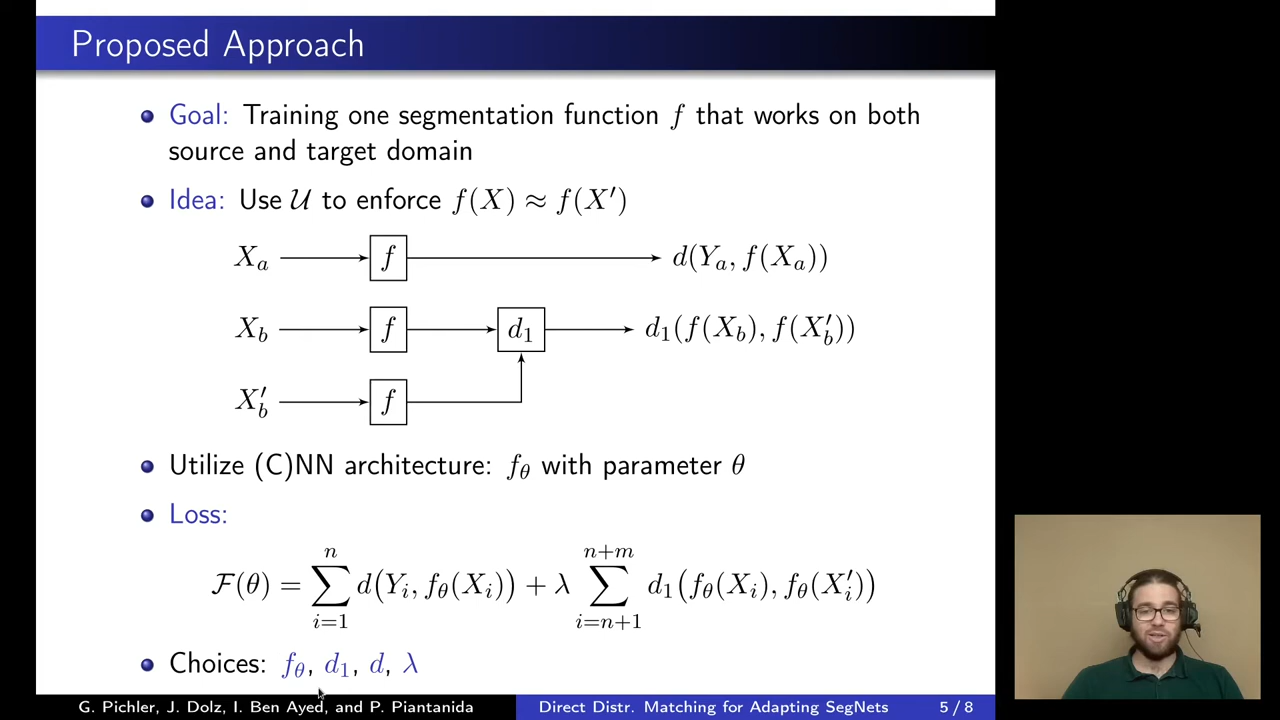 Proposed Approach
Goal: Training one segmentation function f that works on both
source and target domain
Idea: Use 𝒰 to enforce f(X) ≈ f(X′)
X_a f d(Y_a, f(X_a))
X_b f d_1 d_1(f(X_b), f(X′_b))
X′_b f
Utilize (C)NN architecture: f_θ with parameter θ
Loss:
ℱ(θ) = ∑_{i=1}^{n} d(Y_i, f_θ(X_i)) + λ ∑_{i=n+1}^{n+m} d_1(f_θ(X_i), f_θ(X′_i))
Choices: f_θ, d_1, d, λ
G. Pichler, J. Dolz, I. Ben Ayed, and P. Piantanida Direct Distr. Matching for Adapting SegNets 5 / 8